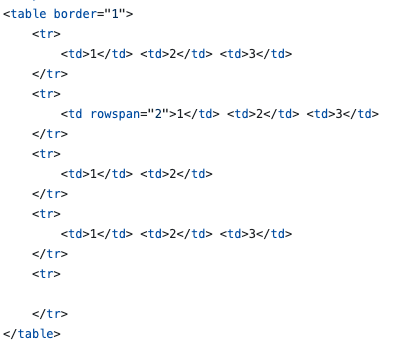 <table border="1">
    <tr>
        <td>1</td> <td>2</td> <td>3</td>
    </tr>
    <tr>
        <td rowspan="2">1</td> <td>2</td> <td>3</td>
    </tr>
    <tr>
        <td>1</td> <td>2</td>
    </tr>
    <tr>
        <td>1</td> <td>2</td> <td>3</td>
    </tr>
    <tr>

    </tr>
</table>